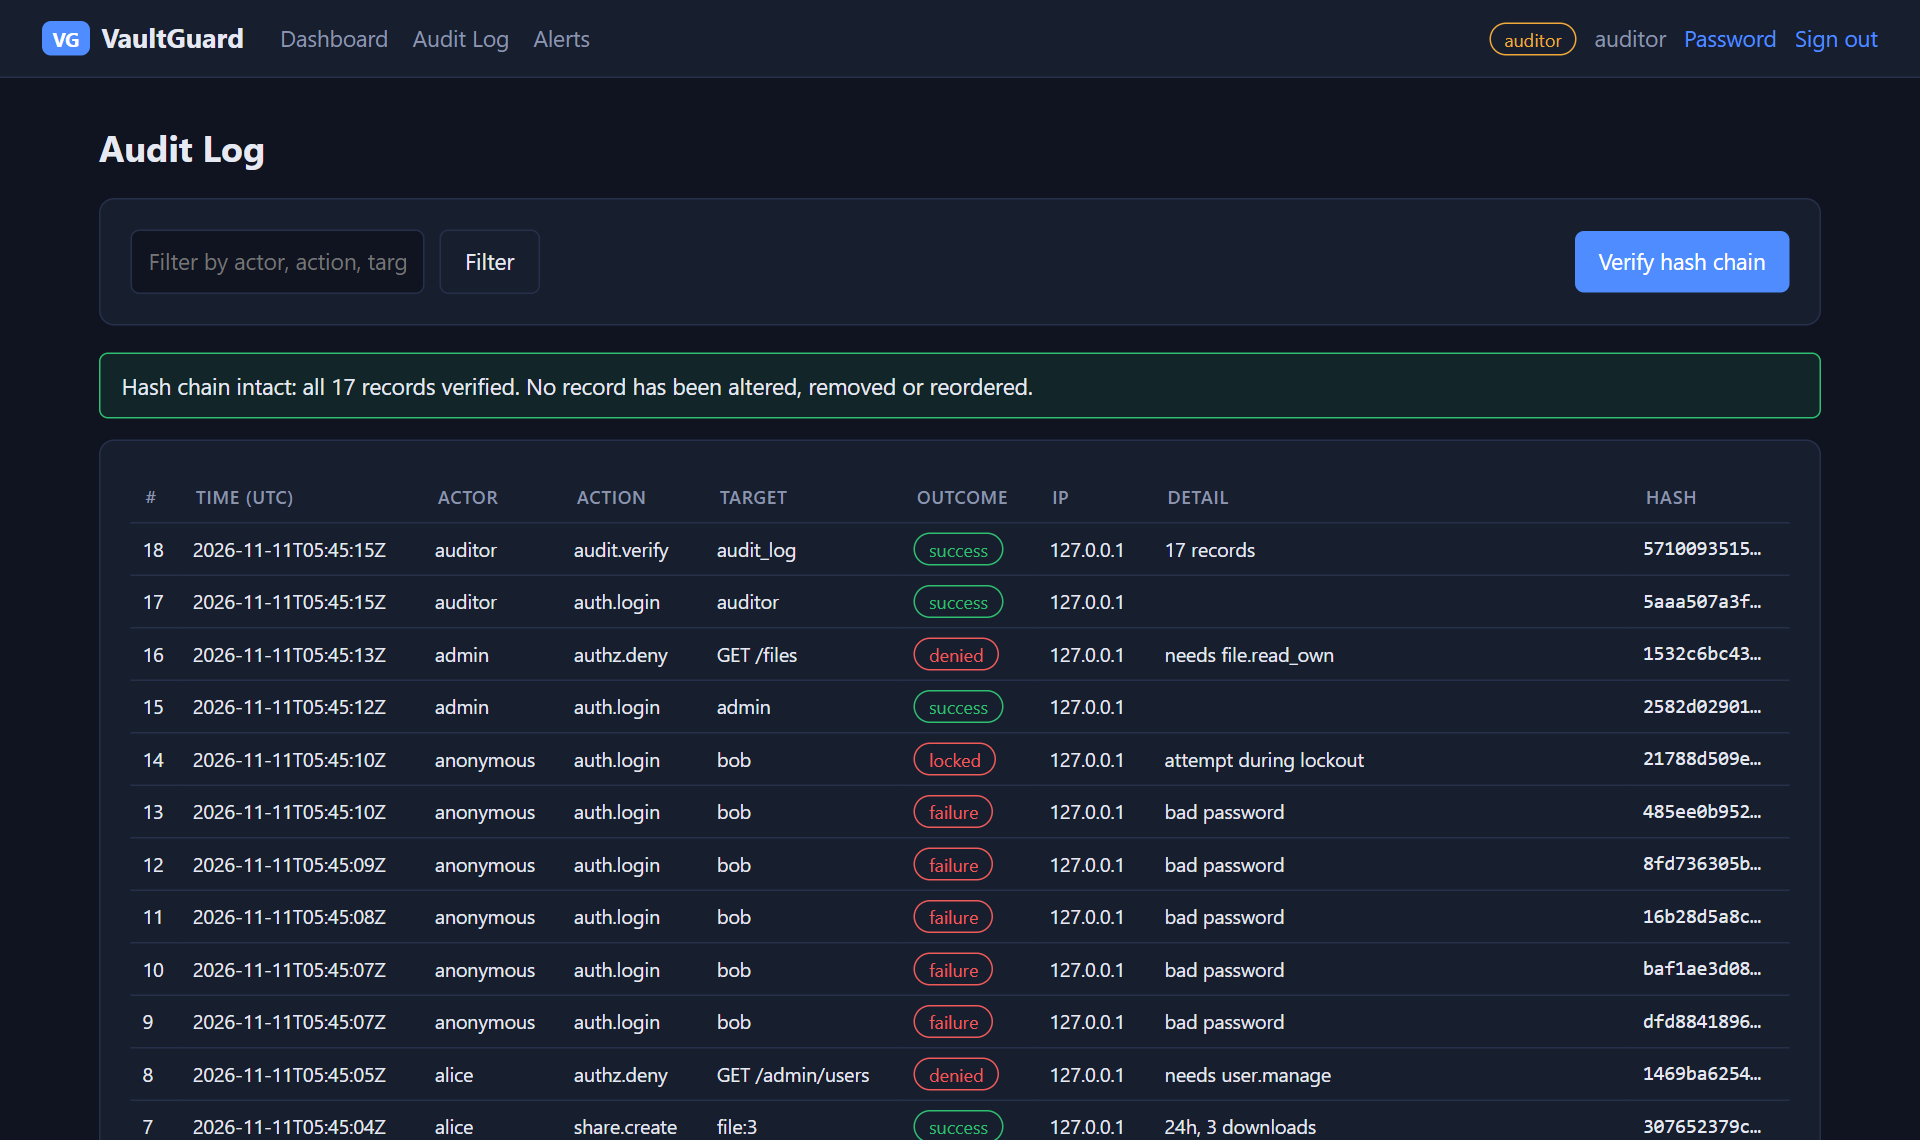 VG VaultGuard Dashboard Audit Log Alerts auditor auditor Password Sign out
Audit Log
Filter by actor, action, targ Filter Verify hash chain
Hash chain intact: all 17 records verified. No record has been altered, removed or reordered.
# TIME (UTC) ACTOR ACTION TARGET OUTCOME IP DETAIL HASH
18 2026-11-11T05:45:15Z auditor audit.verify audit_log success 127.0.0.1 17 records 5710093515…
17 2026-11-11T05:45:15Z auditor auth.login auditor success 127.0.0.1 5aaa507a3f…
16 2026-11-11T05:45:13Z admin authz.deny GET /files denied 127.0.0.1 needs file.read_own 1532c6bc43…
15 2026-11-11T05:45:12Z admin auth.login admin success 127.0.0.1 2582d02901…
14 2026-11-11T05:45:10Z anonymous auth.login bob locked 127.0.0.1 attempt during lockout 21788d509e…
13 2026-11-11T05:45:10Z anonymous auth.login bob failure 127.0.0.1 bad password 485ee0b952…
12 2026-11-11T05:45:09Z anonymous auth.login bob failure 127.0.0.1 bad password 8fd736305b…
11 2026-11-11T05:45:08Z anonymous auth.login bob failure 127.0.0.1 bad password 16b28d5a8c…
10 2026-11-11T05:45:07Z anonymous auth.login bob failure 127.0.0.1 bad password baf1ae3d08…
9 2026-11-11T05:45:07Z anonymous auth.login bob failure 127.0.0.1 bad password dfd8841896…
8 2026-11-11T05:45:05Z alice authz.deny GET /admin/users denied 127.0.0.1 needs user.manage 1469ba6254…
7 2026-11-11T05:45:04Z alice share.create file:3 success 127.0.0.1 24h, 3 downloads 307652379c…